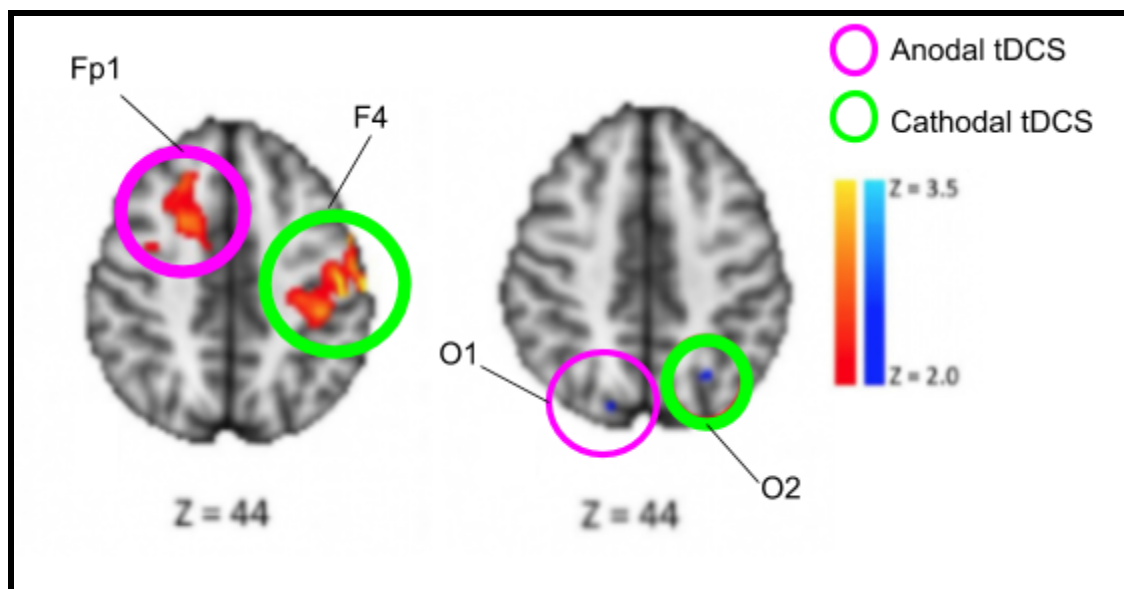 Fp1
F4
Anodal tDCS
Cathodal tDCS
Z = 3.5
Z = 2.0
O1
O2
Z = 44
Z = 44